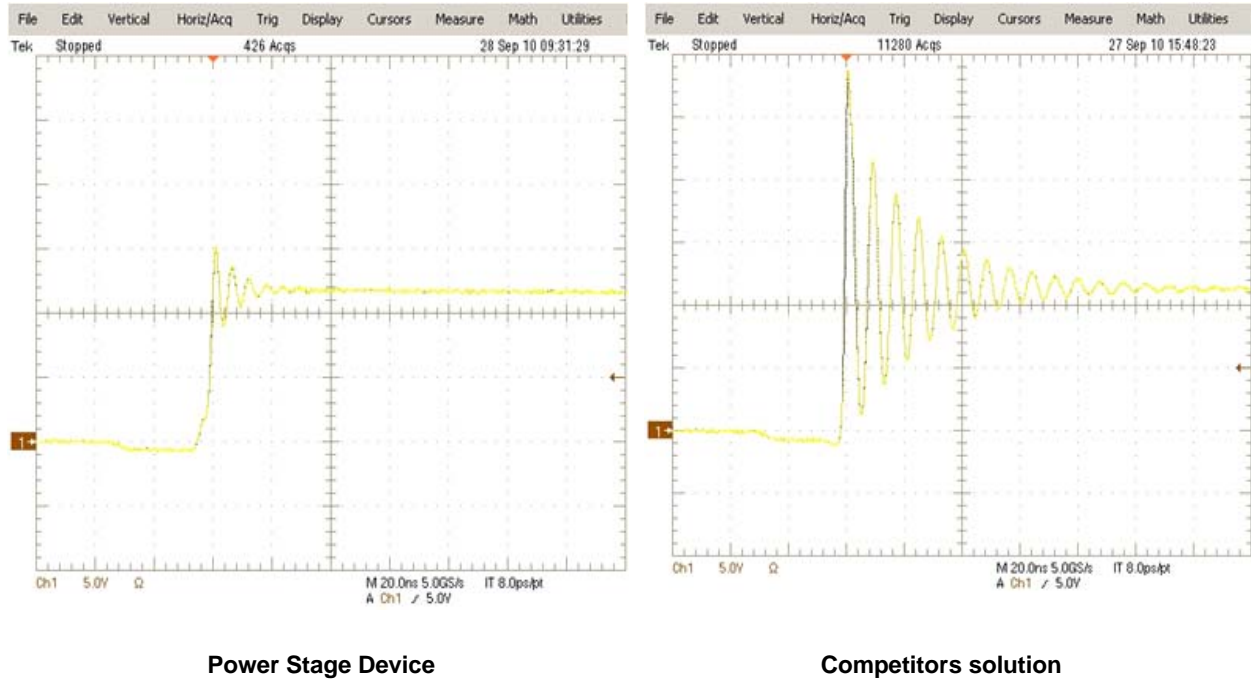 File Edit Vertical Horiz/Acq Trig Display Cursors Measure Math Utilities
Tek Stopped 426 Acqs 28 Sep 10 09:31:29
1
Ch1 5.0V Ω M 20.0ns 5.0GS/s IT 8.0ps/pt
A Ch1 / 5.0V
Power Stage Device
File Edit Vertical Horiz/Acq Trig Display Cursors Measure Math Utilities
Tek Stopped 11280 Acqs 27 Sep 10 15:48:23
1
Ch1 5.0V Ω M 20.0ns 5.0GS/s IT 8.0ps/pt
A Ch1 / 5.0V
Competitors solution